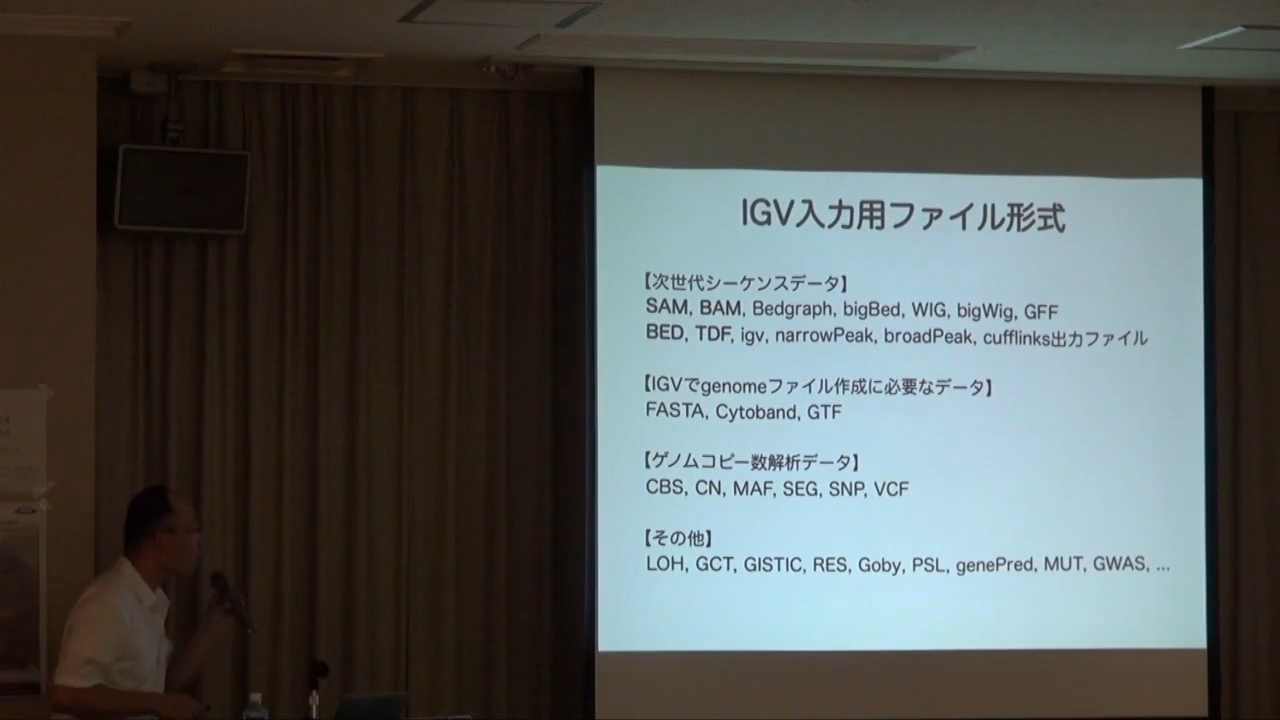 IGV入力用ファイル形式
【次世代シーケンスデータ】
SAM, BAM, Bedgraph, bigBed, WIG, bigWig, GFF
BED, TDF, igv, narrowPeak, broadPeak, cufflinks出力ファイル
【IGVでgenomeファイル作成に必要なデータ】
FASTA, Cytoband, GTF
【ゲノムコピー数解析データ】
CBS, CN, MAF, SEG, SNP, VCF
【その他】
LOH, GCT, GISTIC, RES, Goby, PSL, genePred, MUT, GWAS, ...